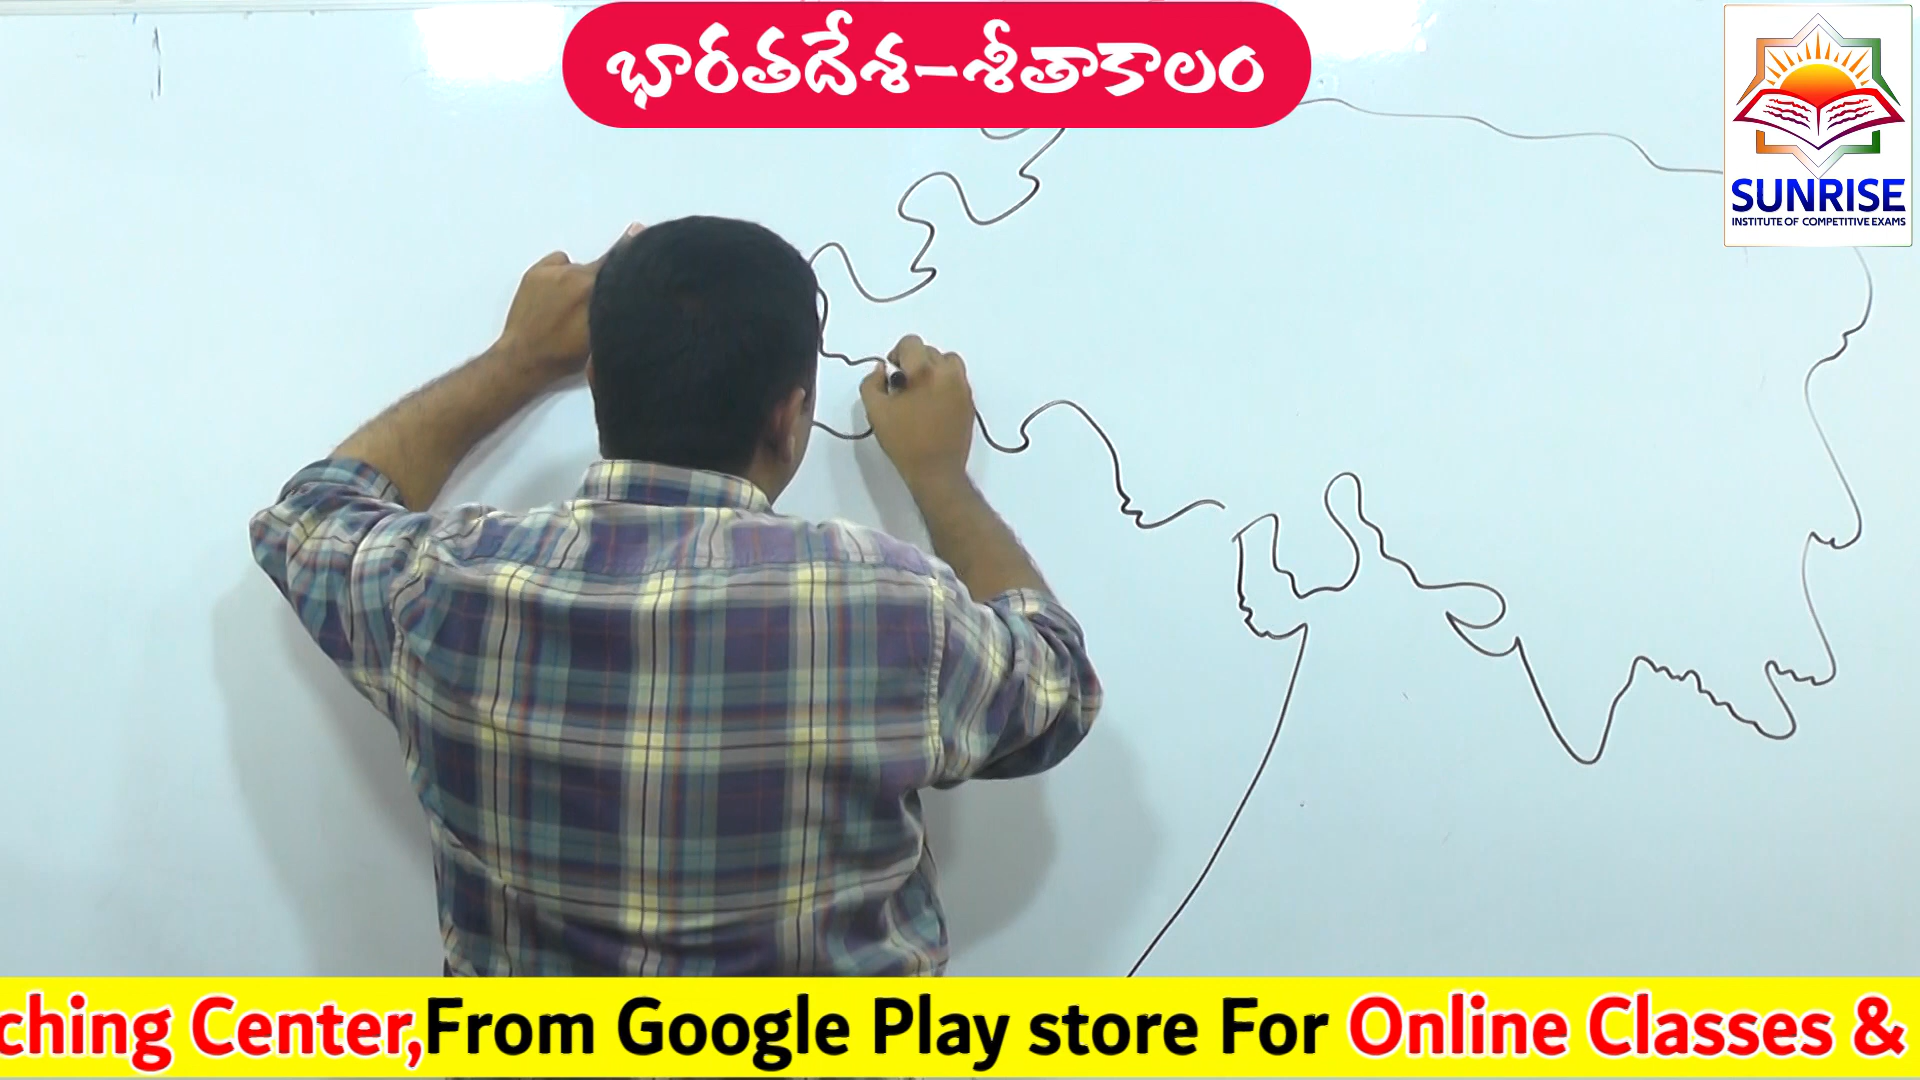 భారతదేశ-శీతాకాలం
SUNRISE
INSTITUTE OF COMPETITIVE EXAMS
ching Center,From Google Play store For Online Classes &